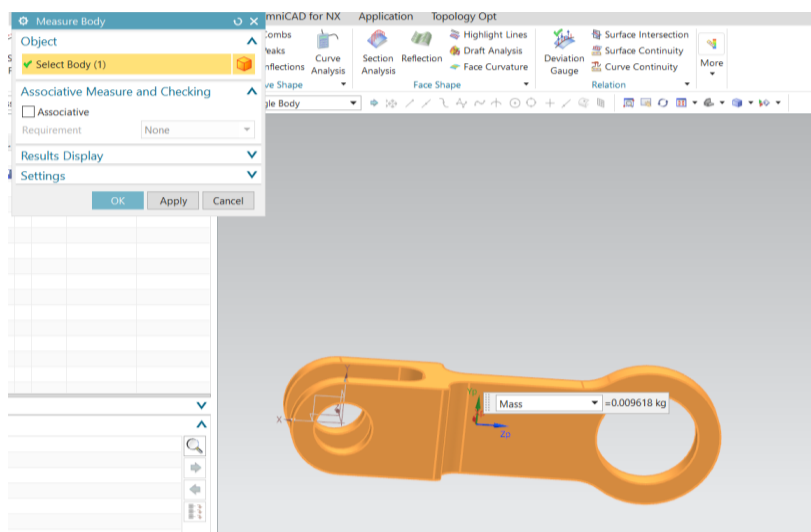 Measure Body
Object
Select Body (1)
Associative Measure and Checking
Associative
Requirement None
Results Display
Settings
OK Apply Cancel
mniCAD for NX Application Topology Opt
ombs
eaks
nflections
Curve
Analysis
ve Shape
Section
Analysis
Reflection
Highlight Lines
Draft Analysis
Face Curvature
Face Shape
Deviation
Gauge
Surface Intersection
Surface Continuity
Curve Continuity
Relation
More
gle Body
X
Y
Yp
Zp
Mass =0.009618 kg